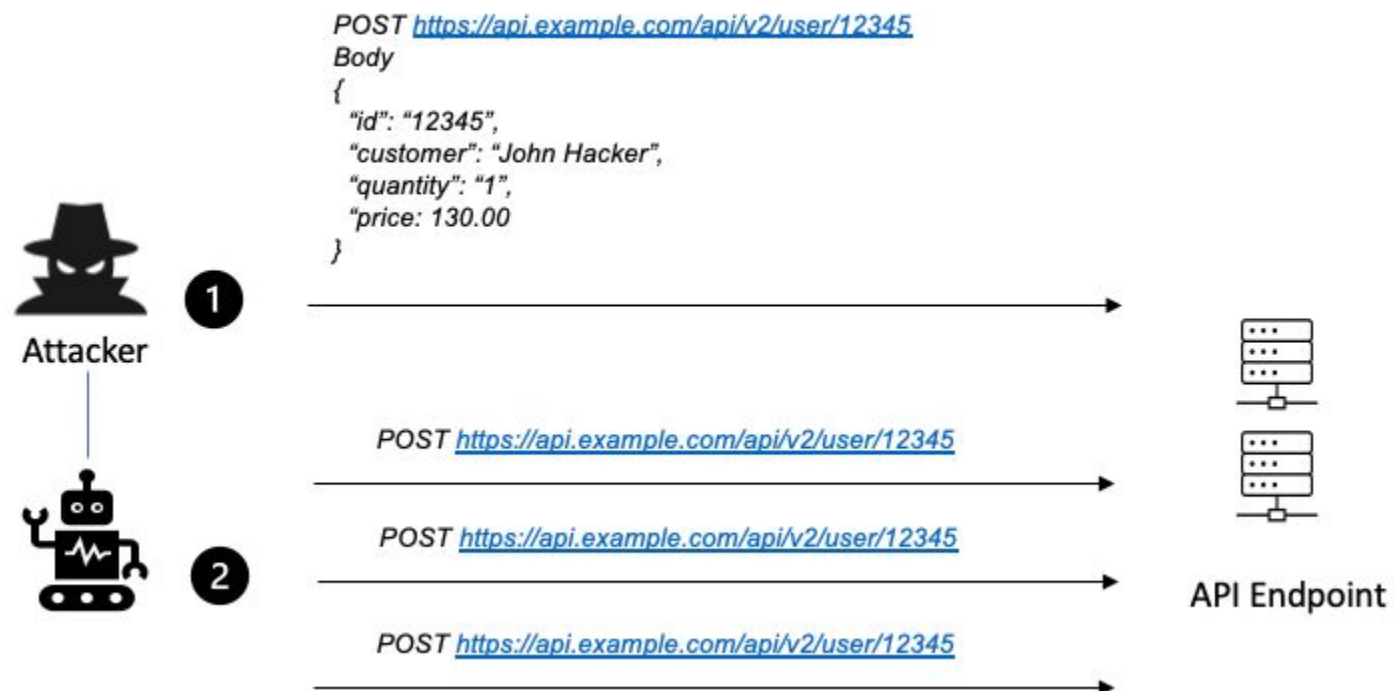 POST https://api.example.com/api/v2/user/12345
Body
{
“id”: “12345”,
“customer”: “John Hacker”,
“quantity”: “1”,
“price: 130.00
}
1
Attacker
POST https://api.example.com/api/v2/user/12345
POST https://api.example.com/api/v2/user/12345
2
API Endpoint
POST https://api.example.com/api/v2/user/12345